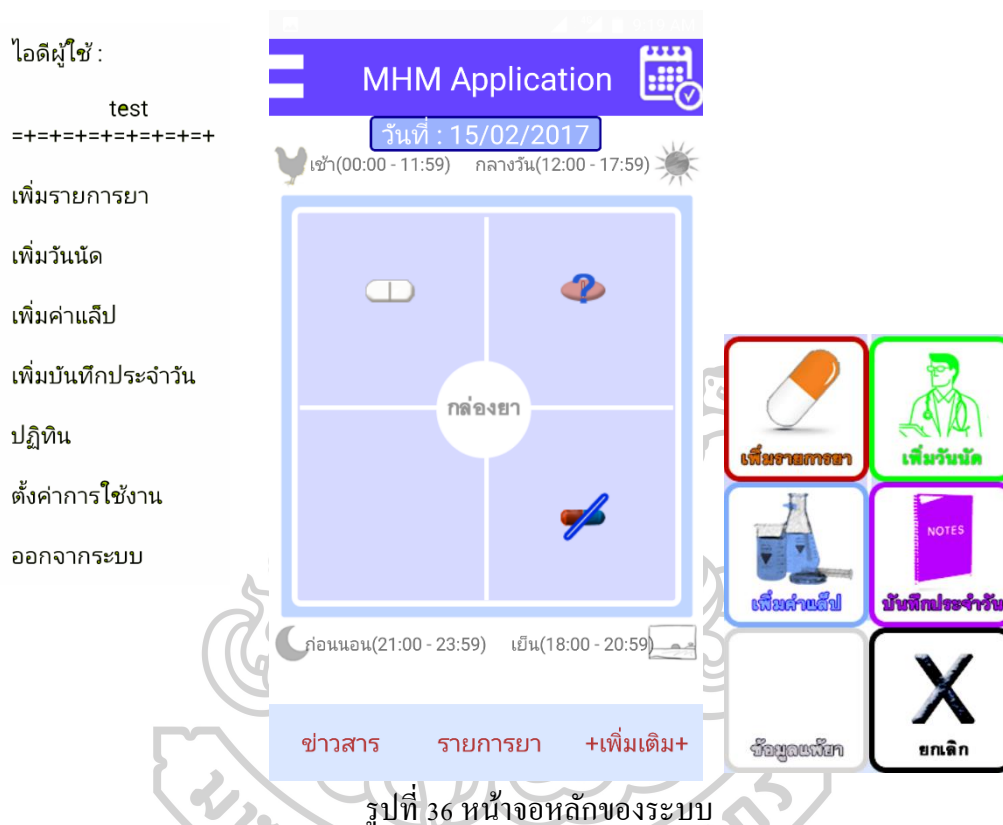 ไอดีผู้ใช้ :
test
=+=+=+=+=+=+=+=+
เพิ่มรายการยา
เพิ่มวันนัด
เพิ่มค่าแล็ป
เพิ่มบันทึกประจำวัน
ปฏิทิน
ตั้งค่าการใช้งาน
ออกจากระบบ
MHM Application
วันที่ : 15/02/2017
เช้า(00:00 - 11:59) กลางวัน(12:00 - 17:59)
?
กล่องยา
ก่อนนอน(21:00 - 23:59) เย็น(18:00 - 20:59)
ข่าวสาร รายการยา +เพิ่มเติม+
เพิ่มรายการยา เพิ่มวันนัด
NOTES
เพิ่มค่าแล็ป บันทึกประจำวัน
X
ข้อมูลแพ้ยา ยกเลิก
รูปที่ 36 หน้าจอหลักของระบบ